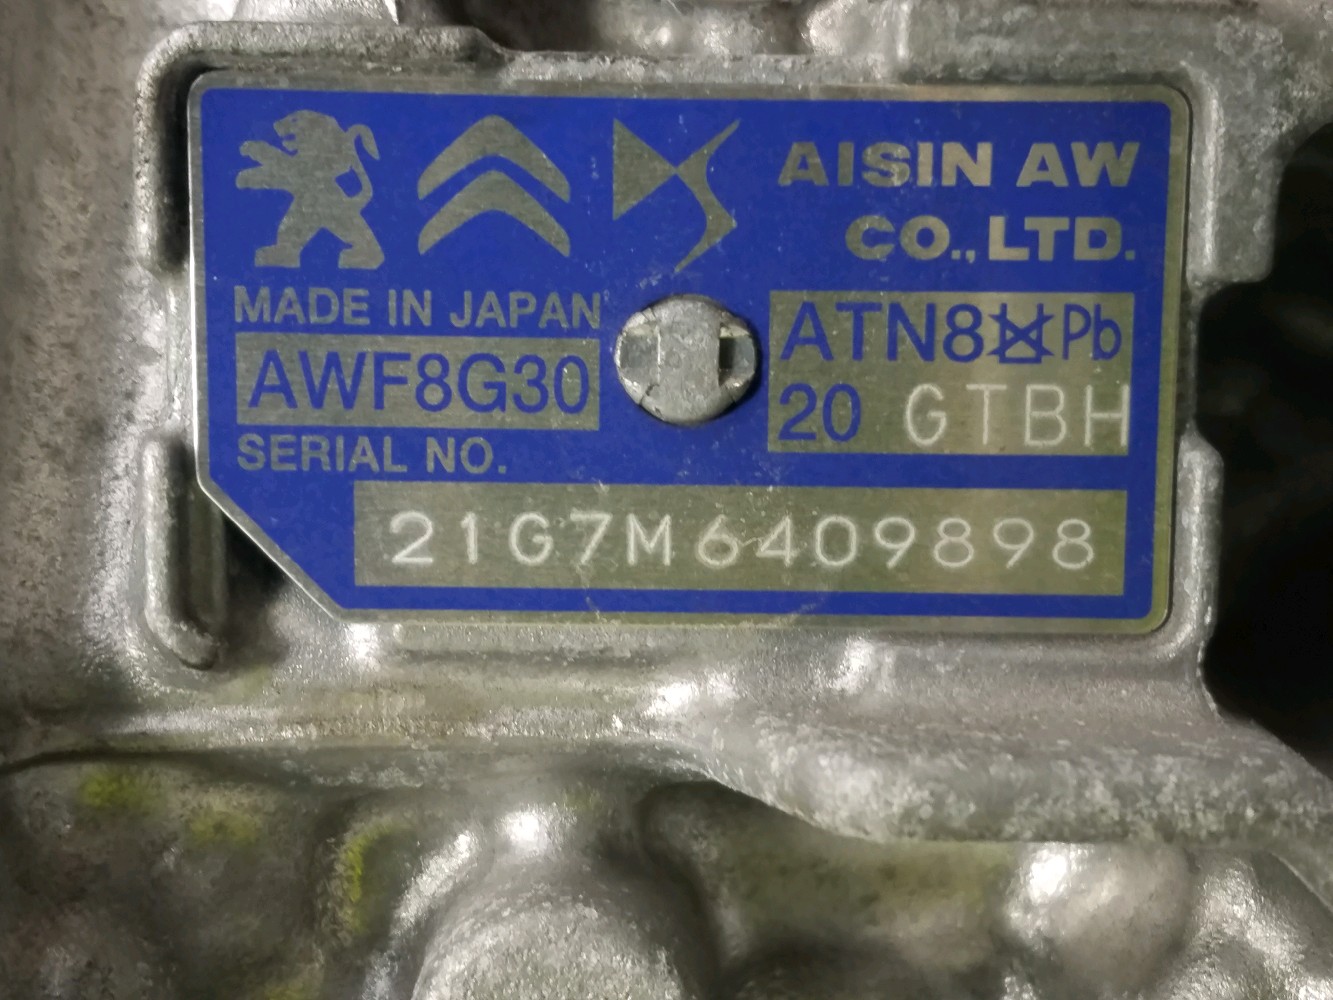 AISIN AW
CO., LTD.
MADE IN JAPAN
AWF8G30
ATN8 Pb
20 GTBH
SERIAL NO.
21G7M6409898